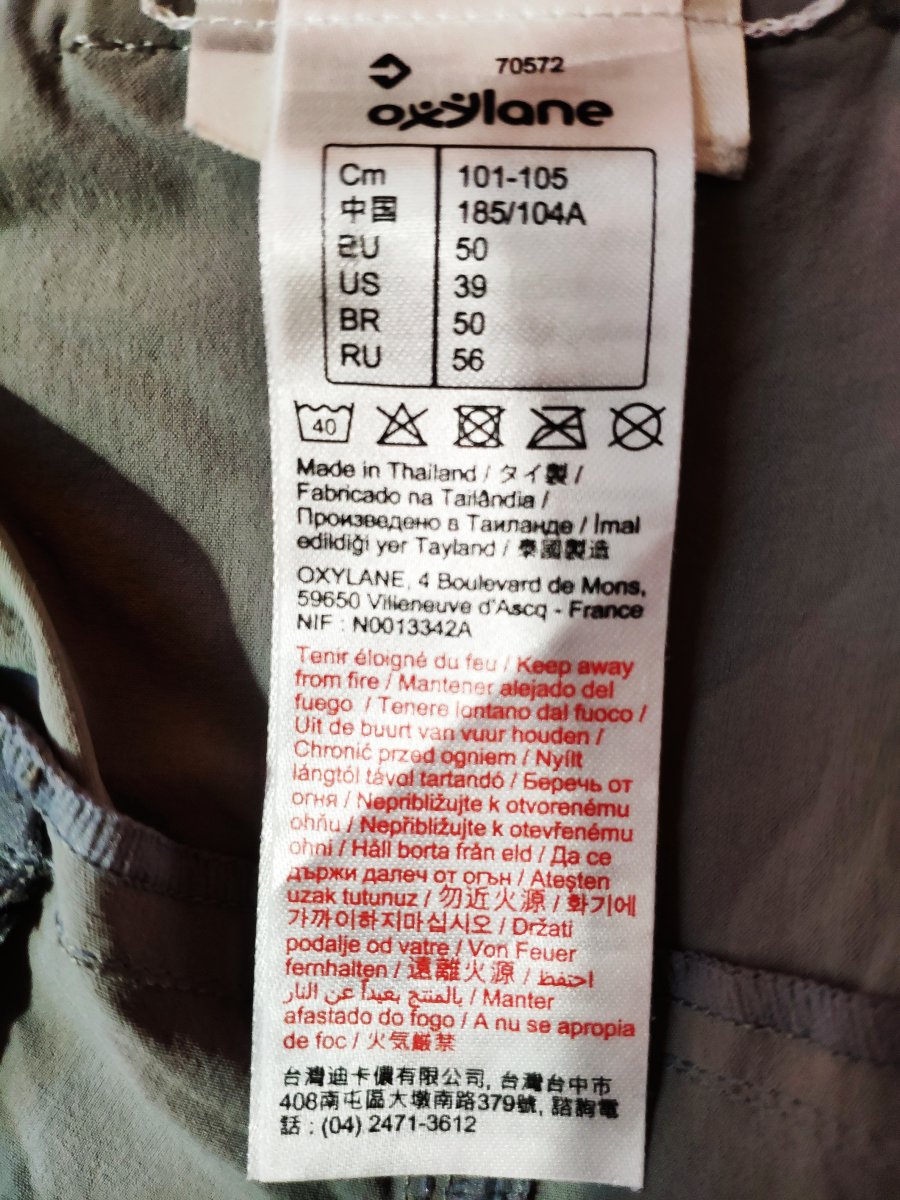 70572
oxylane
Cm 101-105
中国 185/104A
EU 50
US 39
BR 50
RU 56
40
Made in Thailand / タイ製 /
Fabricado na Tailândia /
Произведено в Таиланде / İmal
edildiği yer Tayland / 泰國製造
OXYLANE, 4 Boulevard de Mons,
59650 Villeneuve d'Ascq - France
NIF : N0013342A
Tenir éloigné du feu / Keep away
from fire / Mantener alejado del
fuego / Tenere lontano dal fuoco /
Uit de buurt van vuur houden /
Chronić przed ogniem / Nyílt
lángtól távol tartandó / Беречь от
огня / Nepribližujte k otvorenému
ohňu / Nepřibližujte k otevřenému
ohni / Håll borta från eld / Да се
държи далеч от огън / Ateşten
uzak tutunuz / 勿近火源 / 화기에
가까이하지마십시오 / Držati
podalje od vatre / Von Feuer
fernhalten / 遠離火源 / احتفظ
بالمنتج بعيداً عن النار / Manter
afastado do fogo / A nu se apropia
de foc / 火気厳禁
台灣迪卡儂有限公司, 台灣台中市
408南屯區大墩南路379號, 諮詢電
話 : (04) 2471-3612